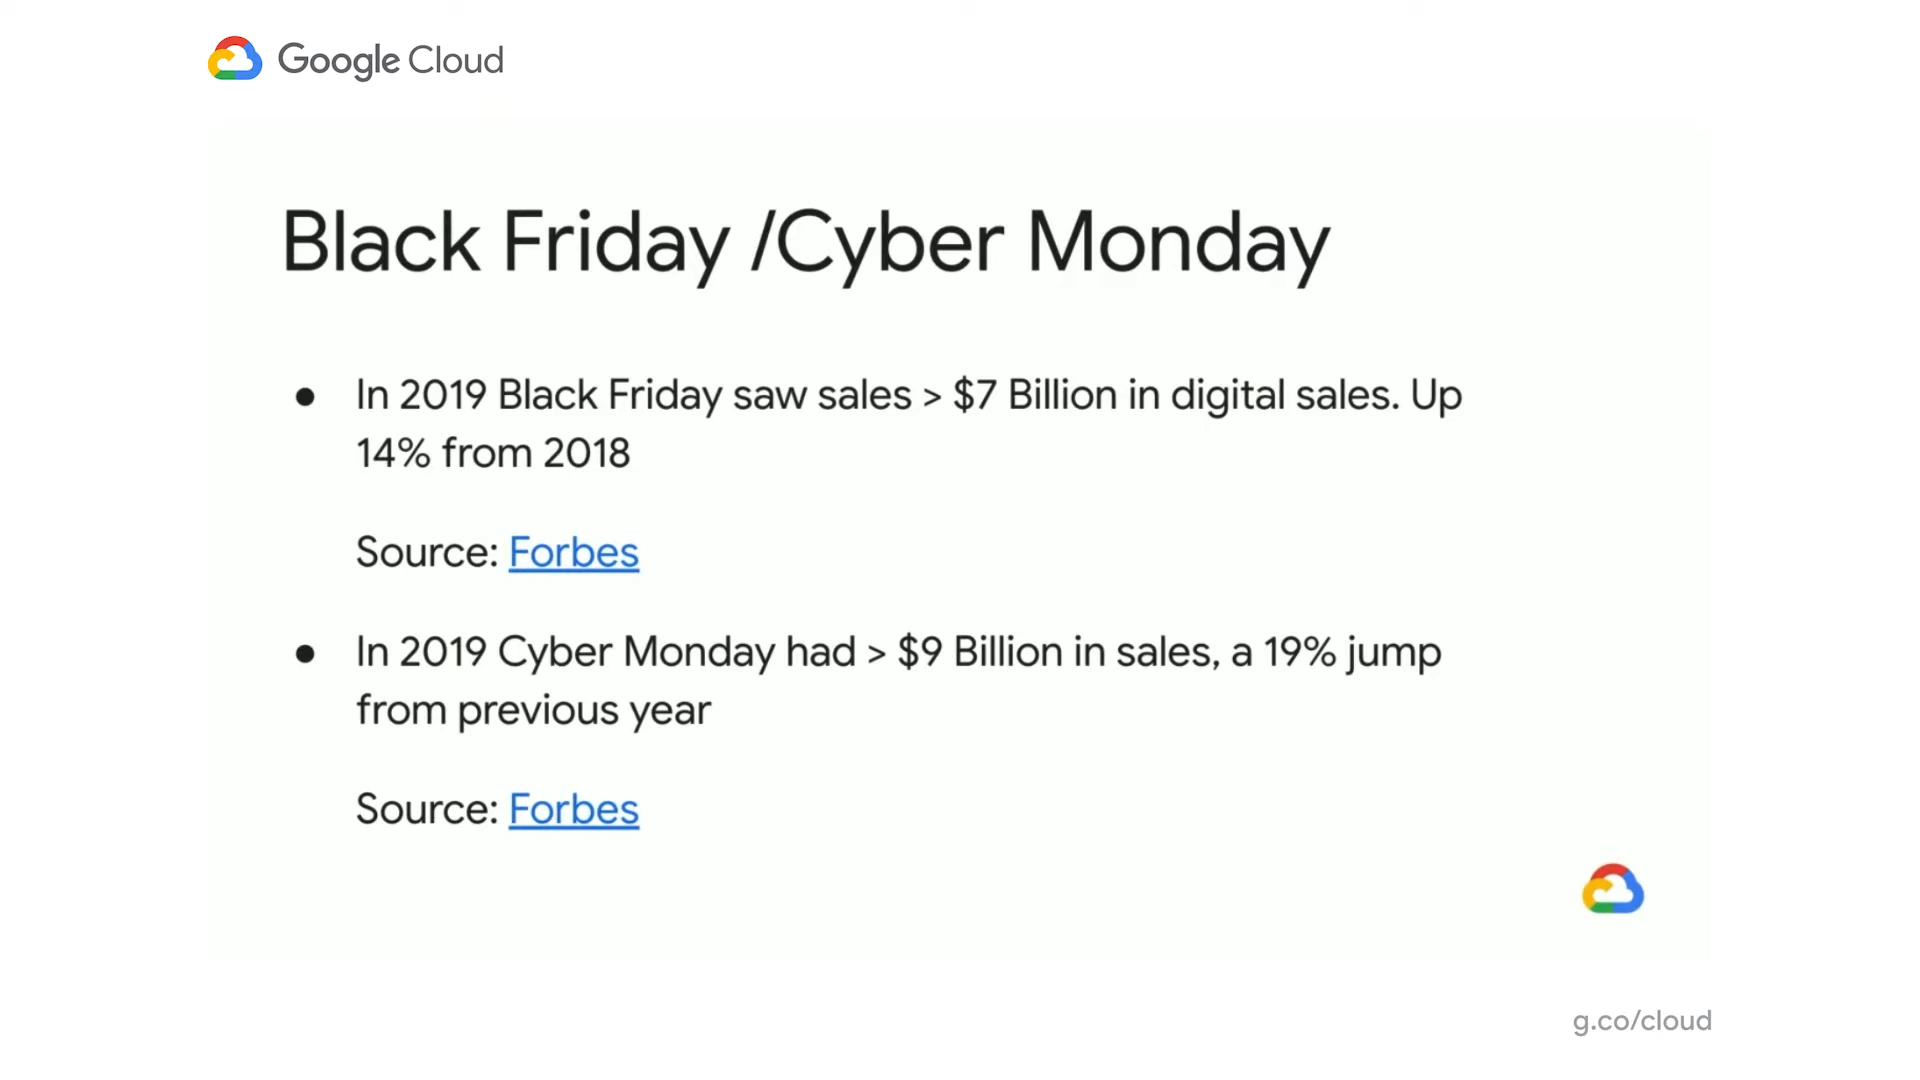 Google Cloud
Black Friday /Cyber Monday
● In 2019 Black Friday saw sales > $7 Billion in digital sales. Up
14% from 2018
Source: Forbes
● In 2019 Cyber Monday had > $9 Billion in sales, a 19% jump
from previous year
Source: Forbes
g.co/cloud